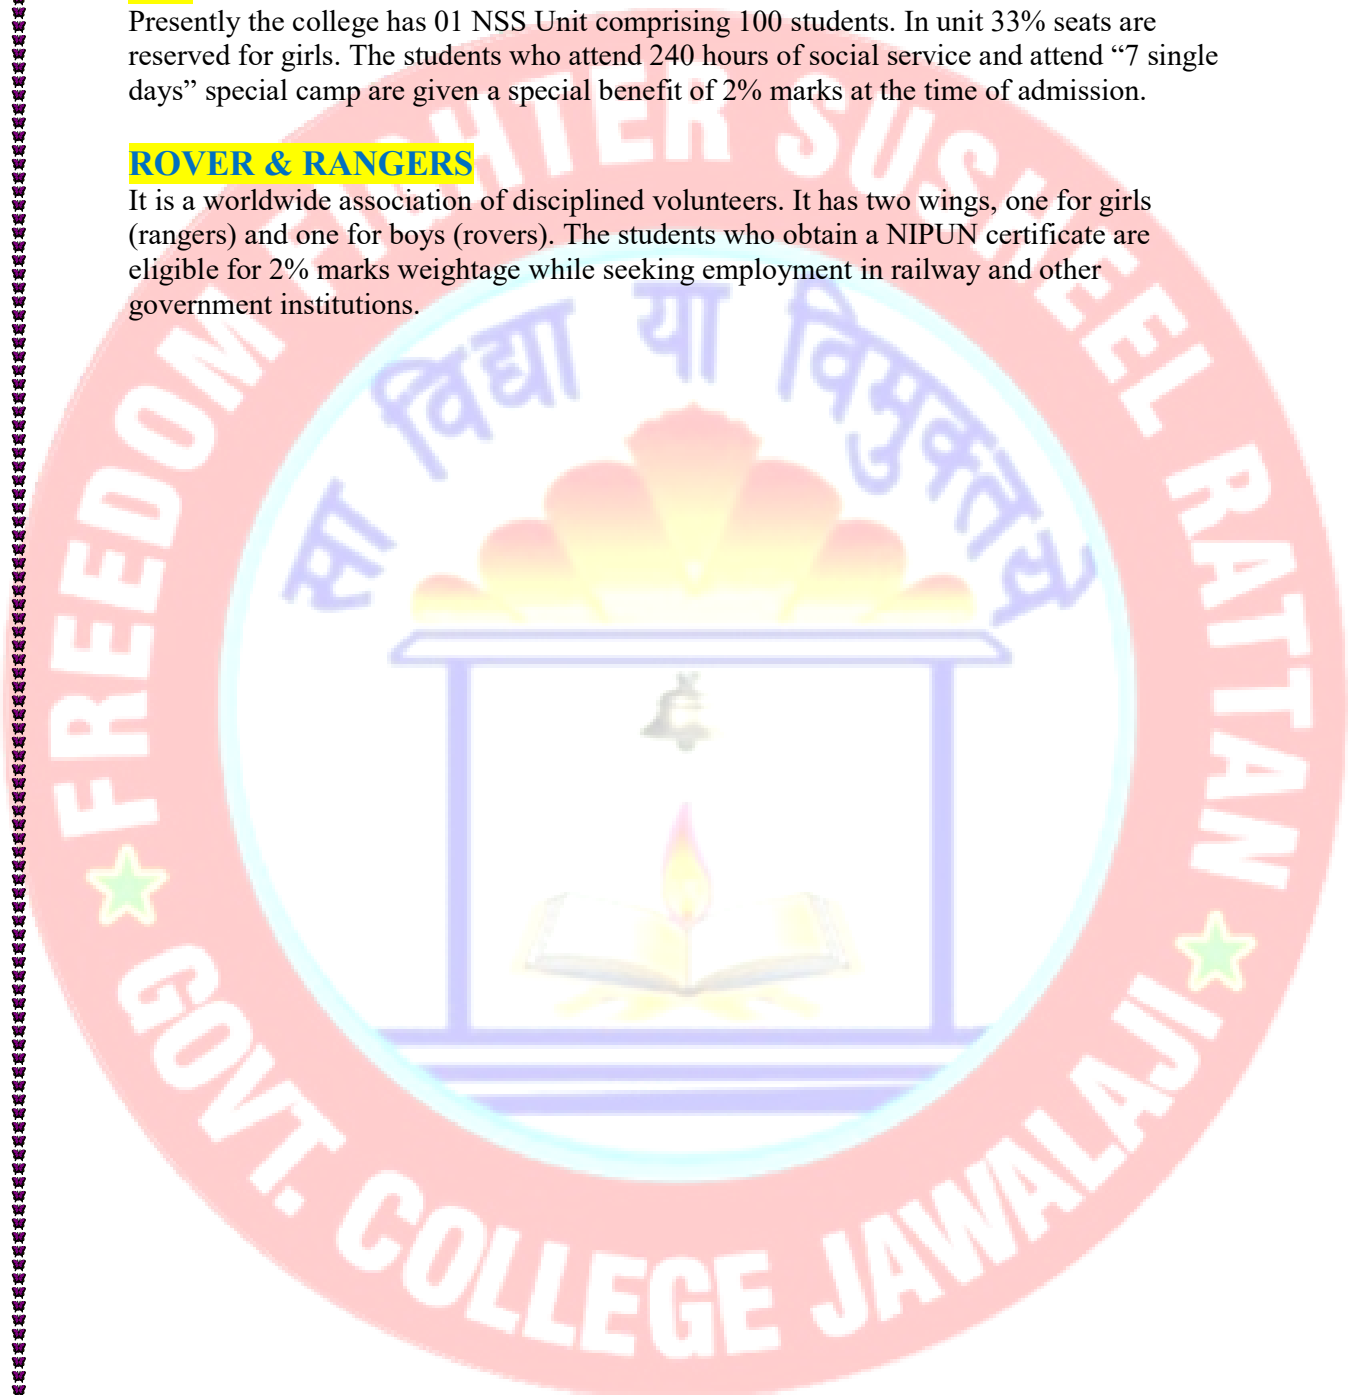 Presently the college has 01 NSS Unit comprising 100 students. In unit 33% seats are
reserved for girls. The students who attend 240 hours of social service and attend “7 single
days” special camp are given a special benefit of 2% marks at the time of admission.
ROVER & RANGERS
It is a worldwide association of disciplined volunteers. It has two wings, one for girls
(rangers) and one for boys (rovers). The students who obtain a NIPUN certificate are
eligible for 2% marks weightage while seeking employment in railway and other
government institutions.
FREEDOM FIGHTER SUSHEEL RATTAN
सा विद्या या विमुक्तये
GOVT. COLLEGE JAWALAJI